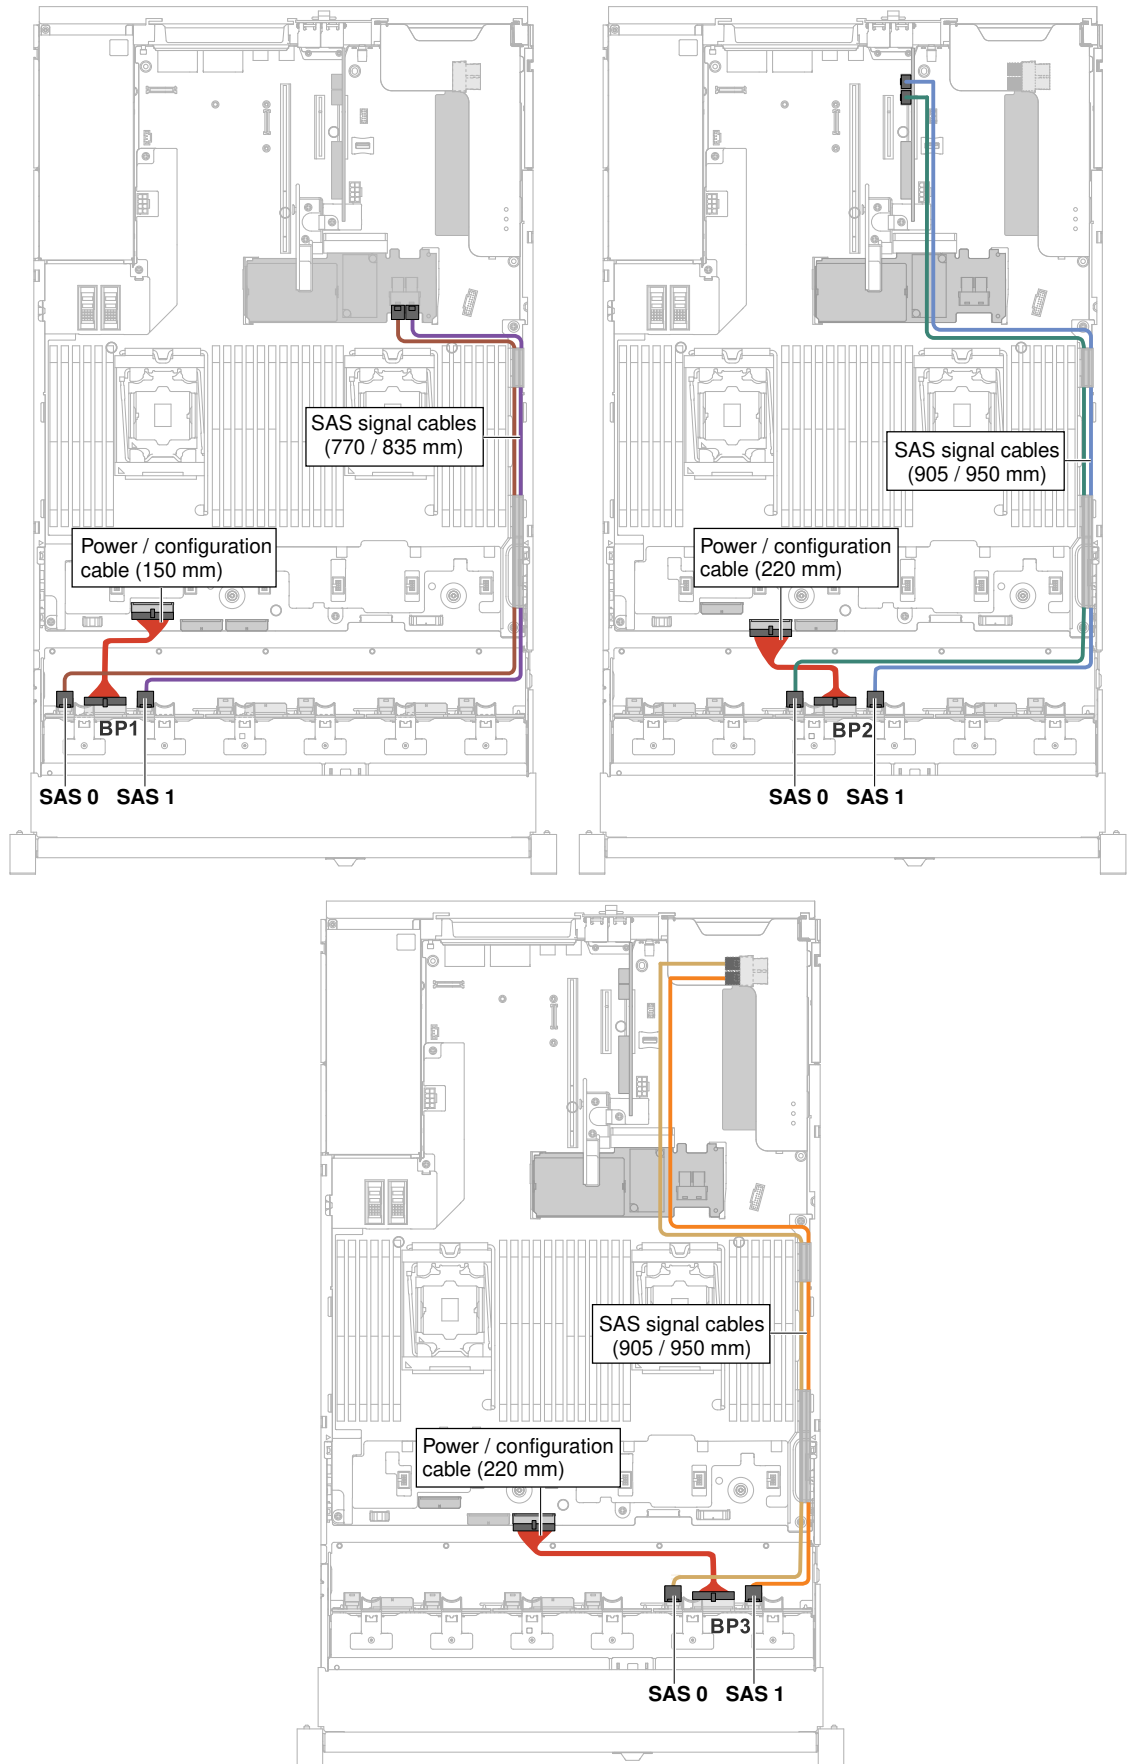 SAS signal cables
(770 / 835 mm)
Power / configuration
cable (150 mm)
BP1
SAS 0 SAS 1
SAS signal cables
(905 / 950 mm)
Power / configuration
cable (220 mm)
BP2
SAS 0 SAS 1
SAS signal cables
(905 / 950 mm)
Power / configuration
cable (220 mm)
BP3
SAS 0 SAS 1